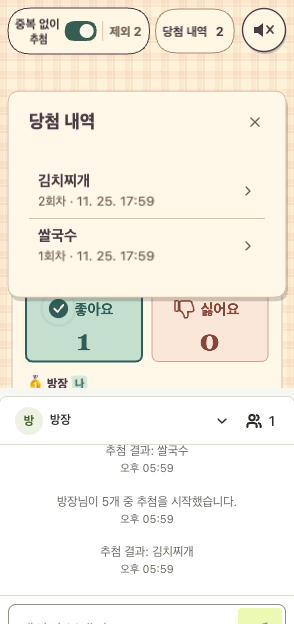 중복 없이
추첨
제외 2
당첨 내역 2
당첨 내역
김치찌개
2회차 · 11. 25. 17:59
쌀국수
1회차 · 11. 25. 17:59
좋아요
1
싫어요
0
방장 나
방 방장
1
추첨 결과: 쌀국수
오후 05:59
방장님이 5개 중 추첨을 시작했습니다.
오후 05:59
추첨 결과: 김치찌개
오후 05:59